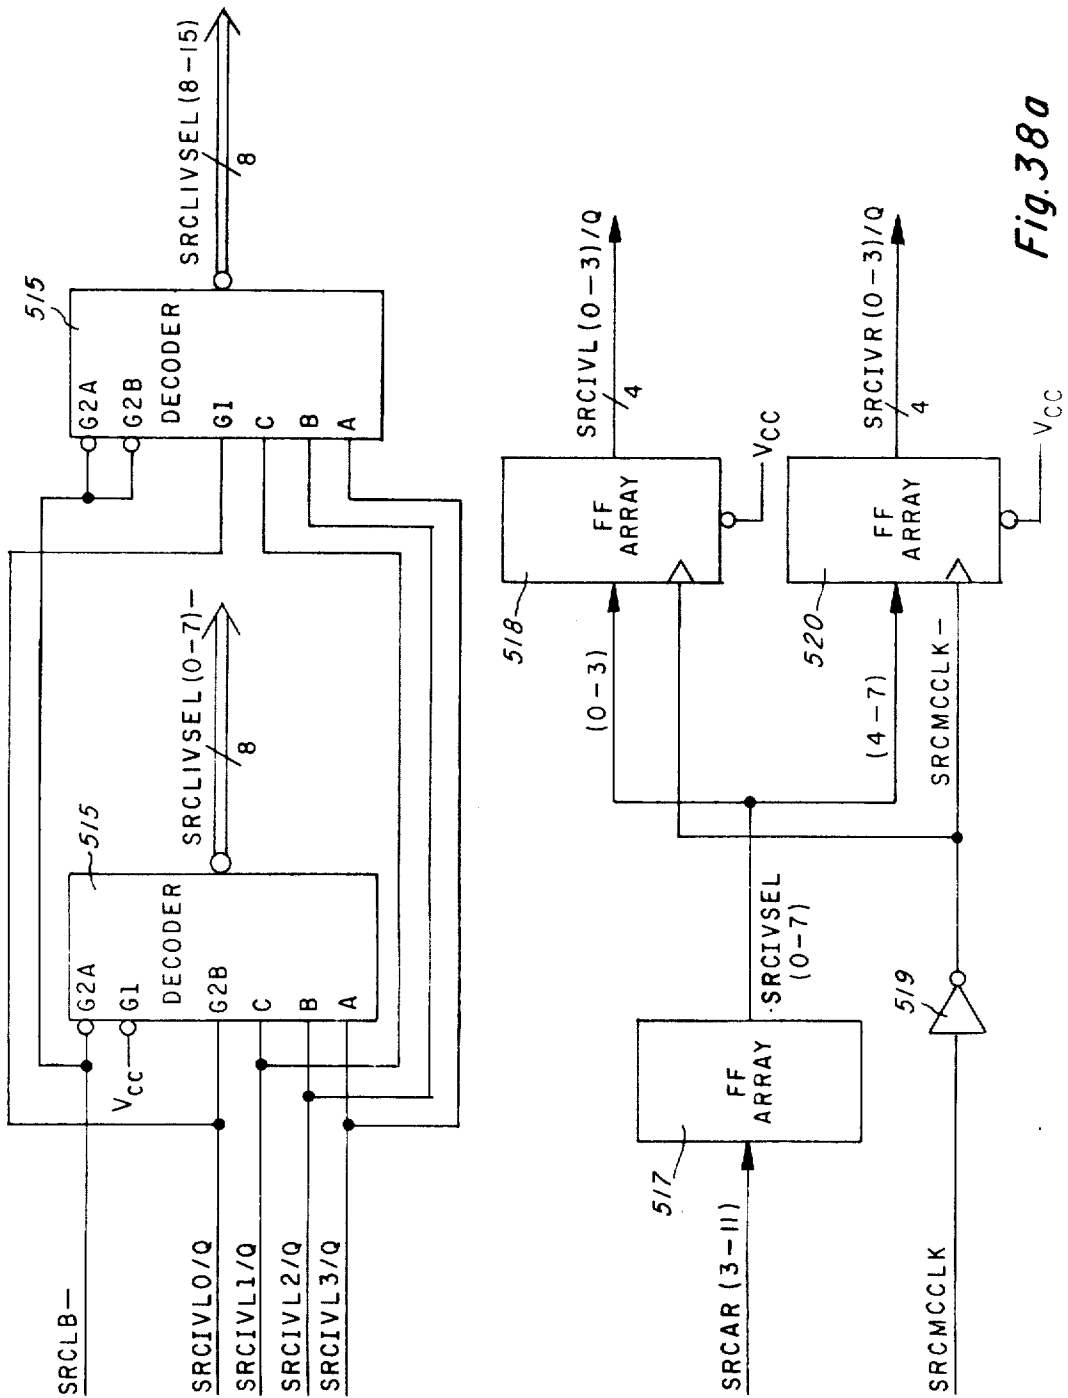 SRCLB—
SRCIVL0/Q
SRCIVL1/Q
SRCIVL2/Q
SRCIVL3/Q
VCC
G2A
G1
DECODER
G2B
C
B
A
515
SRCLIVSEL (0-7)—
8
515
G2A
G2B
DECODER
G1
C
B
A
SRCLIVSEL (8-15)
8
SRCAR (3-11)
517
FF
ARRAY
SRCIVSEL
(0-7)
SRCMCCLK
519
SRCMCCLK—
(0-3)
518
FF
ARRAY
VCC
SRCIVL (0-3)/Q
4
(4-7)
520
FF
ARRAY
VCC
SRCIVR (0-3)/Q
4
Fig. 38a